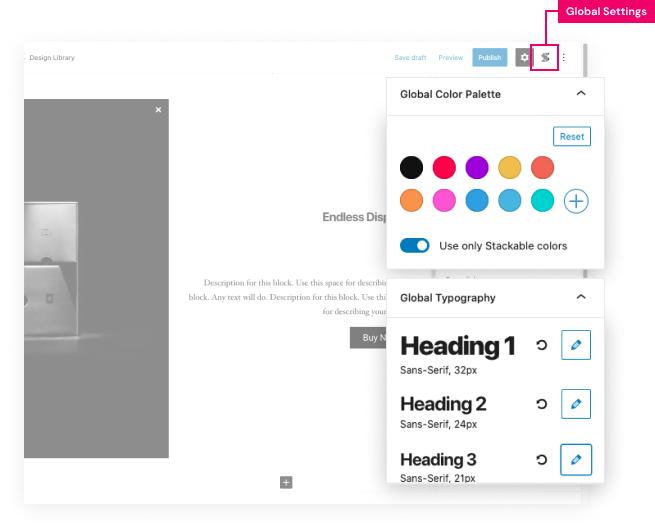 Global Settings
Design Library
Save draft
Preview
Publish
Global Color Palette
Reset
Use only Stackable colors
Endless Disp
Description for this block. Use this space for describin
block. Any text will do. Description for this block. Use thi
for describing your
Buy N
Global Typography
Heading 1
Sans-Serif, 32px
Heading 2
Sans-Serif, 24px
Heading 3
Sans-Serif, 21px